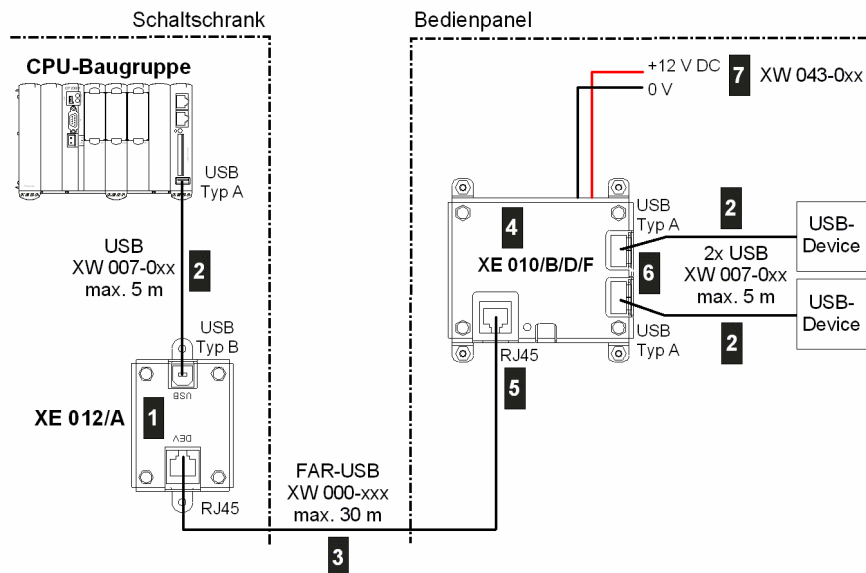 Schaltschrank
Bedienpanel
CPU-Baugruppe
+12 V DC
0 V
7
XW 043-0xx
USB
Typ A
USB
XW 007-0xx
max. 5 m
2
USB
Typ B
USB
DEV
XE 012/A
1
RJ45
FAR-USB
XW 000-xxx
max. 30 m
3
4
XE 010/B/D/F
USB
Typ A
2
USB-
Device
2x USB
XW 007-0xx
max. 5 m
6
USB-
Device
USB
Typ A
2
RJ45
5